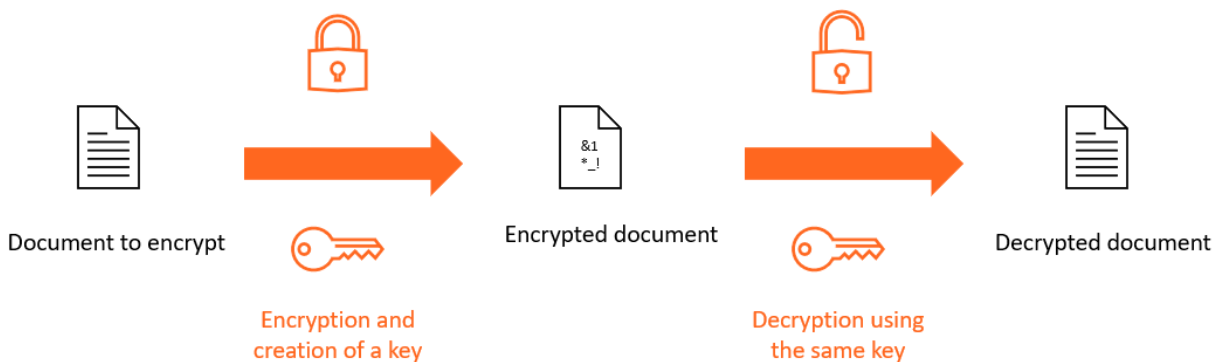 &1
*_!
Document to encrypt
Encrypted document
Decrypted document
Encryption and
creation of a key
Decryption using
the same key